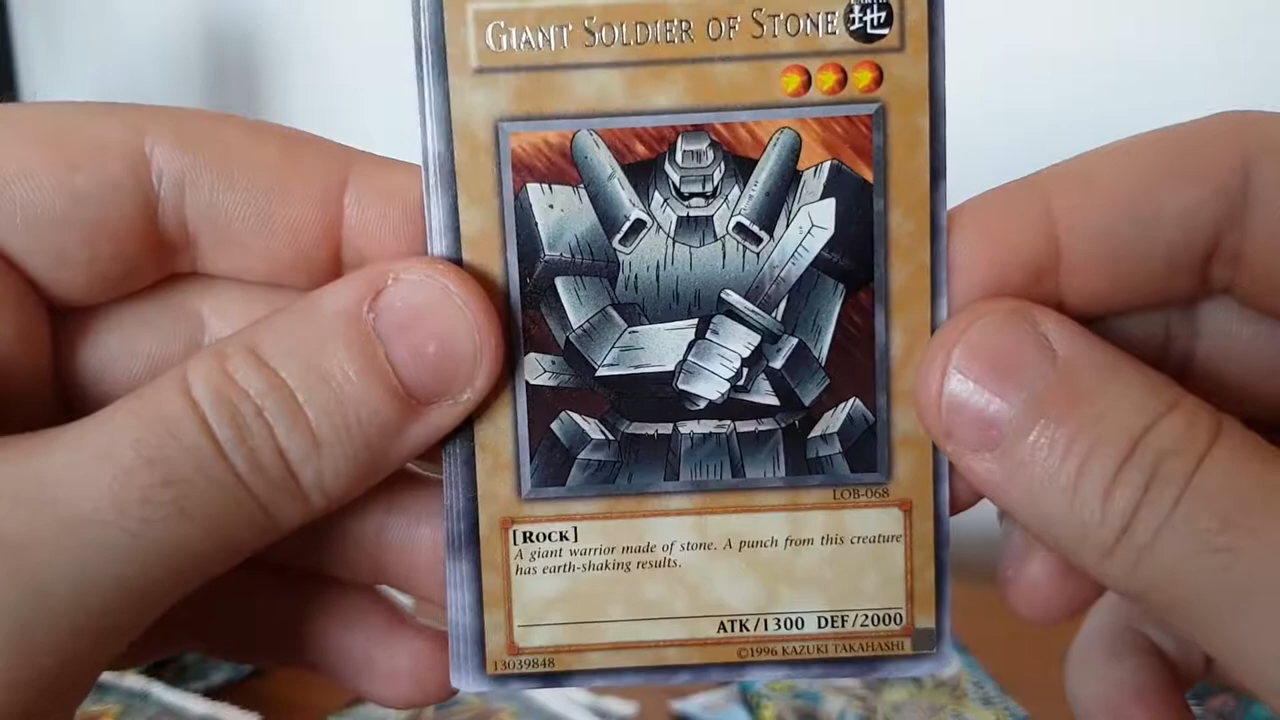 GIANT SOLDIER OF STONE
EARTH
地
LOB-068
[ROCK]
A giant warrior made of stone. A punch from this creature
has earth-shaking results.
ATK/1300 DEF/2000
13039848
©1996 KAZUKI TAKAHASHI